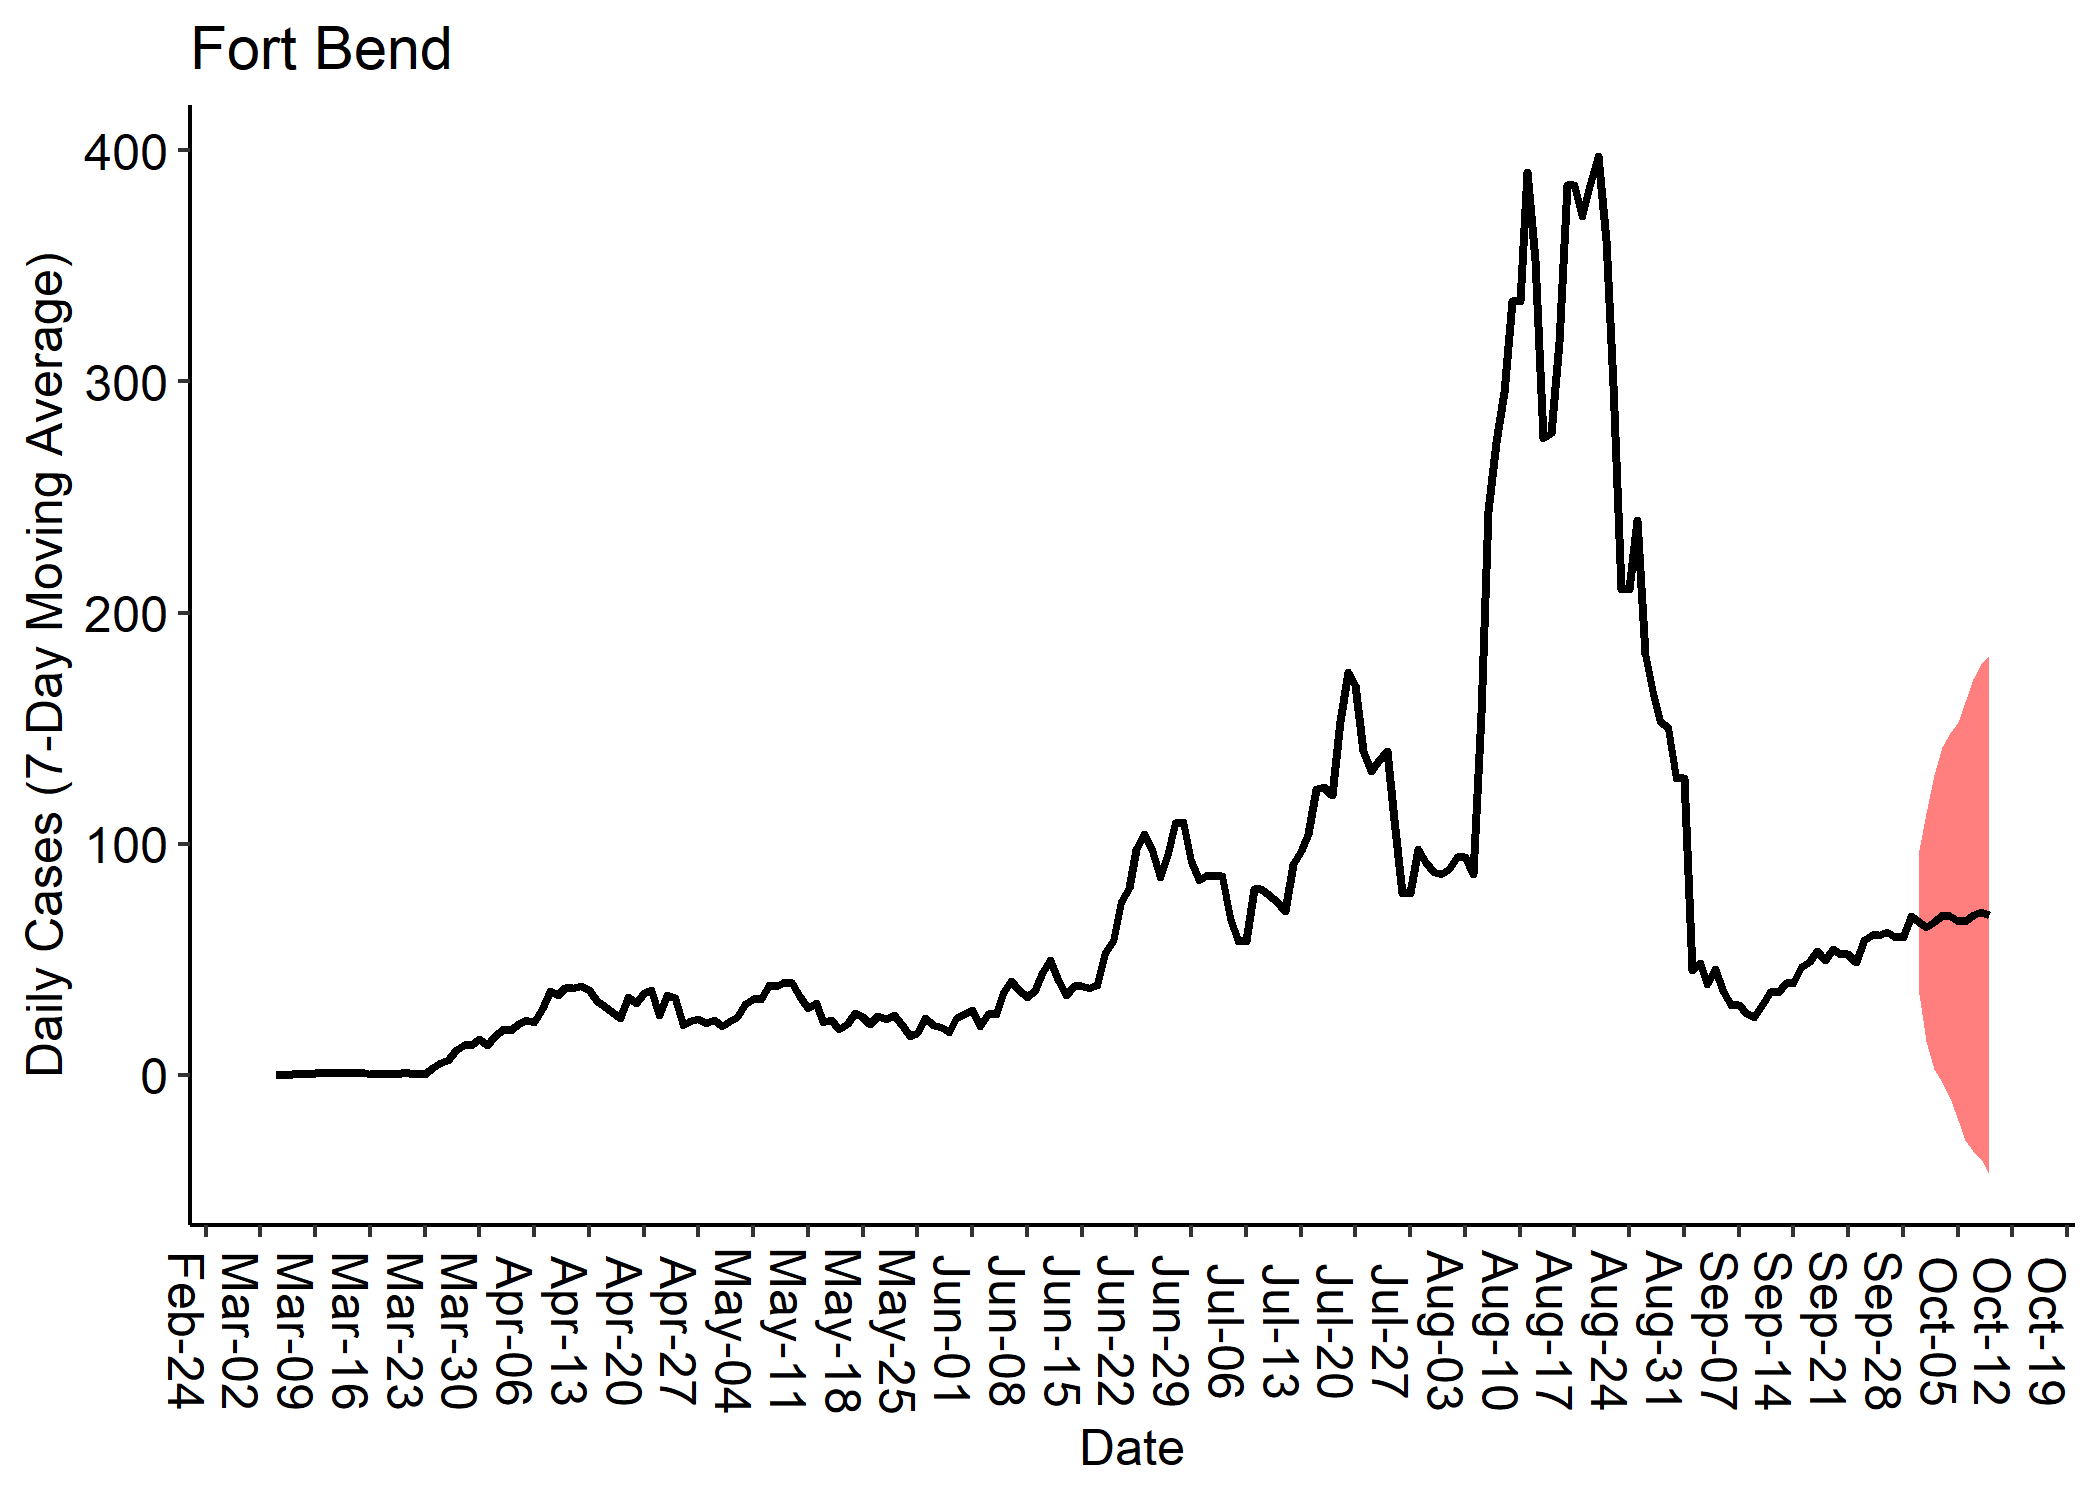 Fort Bend
Daily Cases (7-Day Moving Average)
400
300
200
100
0
Feb-24
Mar-02
Mar-09
Mar-16
Mar-23
Mar-30
Apr-06
Apr-13
Apr-20
Apr-27
May-04
May-11
May-18
May-25
Jun-01
Jun-08
Jun-15
Jun-22
Jun-29
Jul-06
Jul-13
Jul-20
Jul-27
Aug-03
Aug-10
Aug-17
Aug-24
Aug-31
Sep-07
Sep-14
Sep-21
Sep-28
Oct-05
Oct-12
Oct-19
Date